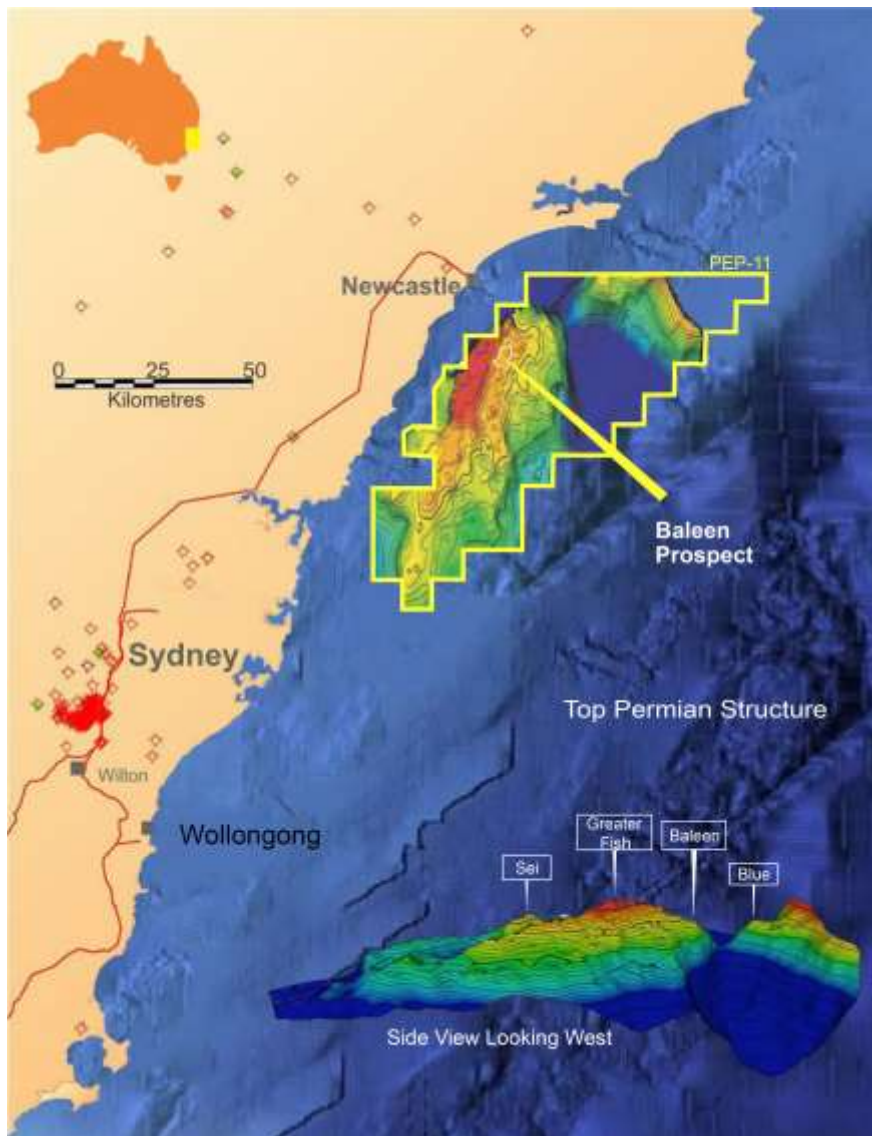 PEP-11
Newcastle
0 25 50
Kilometres
Baleen
Prospect
Sydney
Top Permian Structure
Wilton
Wollongong
Greater
Fish
Baleen
Sei
Blue
Side View Looking West